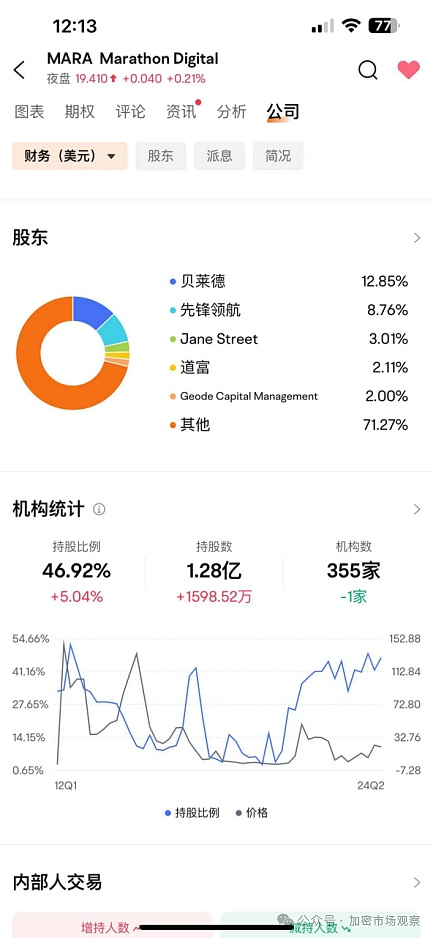 12:13
77
MARA Marathon Digital
夜盘 19.410 +0.040 +0.21%
图表 期权 评论 资讯 分析 公司
财务（美元） 股东 派息 简况
股东
贝莱德 12.85%
先锋领航 8.76%
Jane Street 3.01%
道富 2.11%
Geode Capital Management 2.00%
其他 71.27%
机构统计
持股比例 持股数 机构数
46.92% 1.28亿 355家
+5.04% +1598.52万 -1家
54.66% 152.88
41.16% 112.84
27.65% 72.80
14.15% 32.76
0.65% -7.28
12Q1 24Q2
持股比例 价格
内部人交易
增持人数 减持人数
公众号 · 加密市场观察